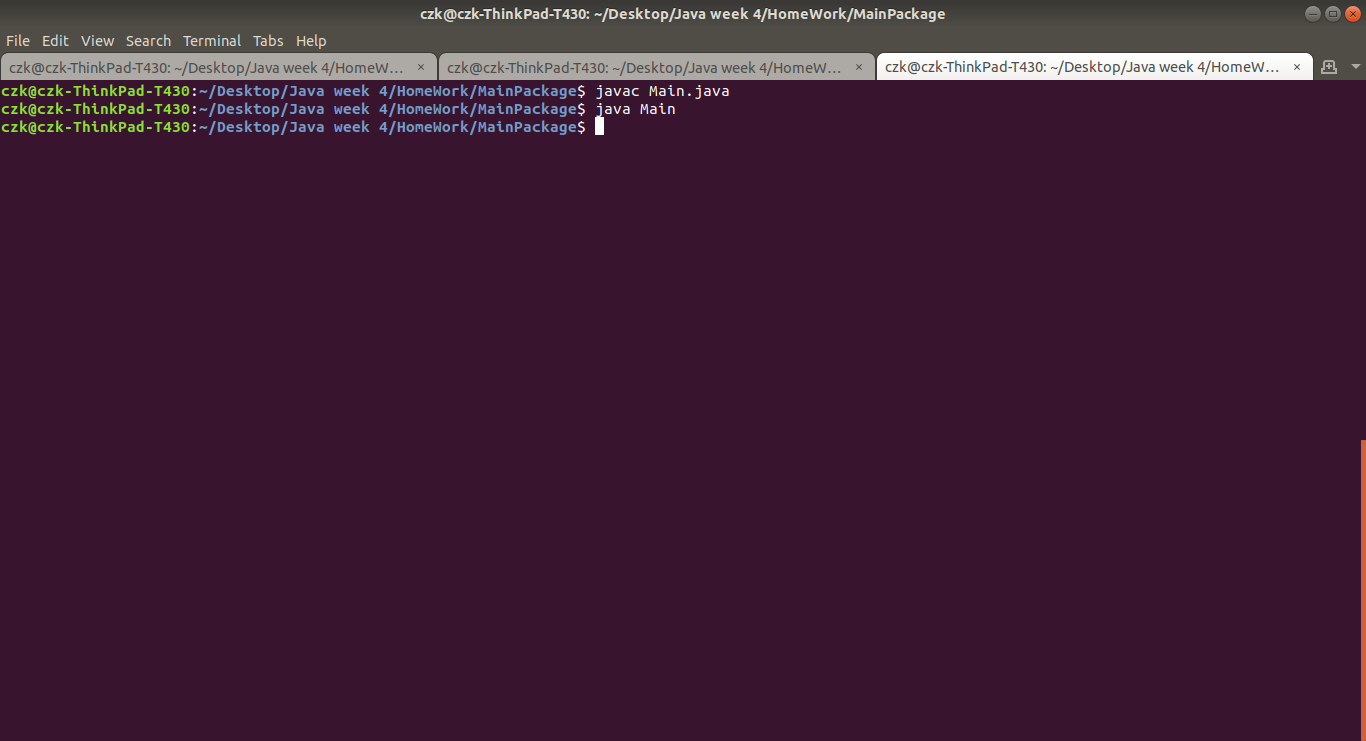 czk@czk-ThinkPad-T430: ~/Desktop/Java week 4/HomeWork/MainPackage
File Edit View Search Terminal Tabs Help
czk@czk-ThinkPad-T430: ~/Desktop/Java week 4/HomeW... × czk@czk-ThinkPad-T430: ~/Desktop/Java week 4/HomeW... × czk@czk-ThinkPad-T430: ~/Desktop/Java week 4/HomeW... ×
czk@czk-ThinkPad-T430:~/Desktop/Java week 4/HomeWork/MainPackage$ javac Main.java
czk@czk-ThinkPad-T430:~/Desktop/Java week 4/HomeWork/MainPackage$ java Main
czk@czk-ThinkPad-T430:~/Desktop/Java week 4/HomeWork/MainPackage$